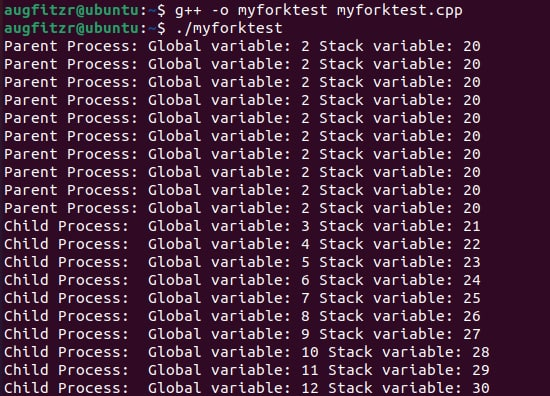 augfitzr@ubuntu:~$ g++ -o myforktest myforktest.cpp
augfitzr@ubuntu:~$ ./myforktest
Parent Process: Global variable: 2 Stack variable: 20
Parent Process: Global variable: 2 Stack variable: 20
Parent Process: Global variable: 2 Stack variable: 20
Parent Process: Global variable: 2 Stack variable: 20
Parent Process: Global variable: 2 Stack variable: 20
Parent Process: Global variable: 2 Stack variable: 20
Parent Process: Global variable: 2 Stack variable: 20
Parent Process: Global variable: 2 Stack variable: 20
Parent Process: Global variable: 2 Stack variable: 20
Parent Process: Global variable: 2 Stack variable: 20
Child Process:  Global variable: 3 Stack variable: 21
Child Process:  Global variable: 4 Stack variable: 22
Child Process:  Global variable: 5 Stack variable: 23
Child Process:  Global variable: 6 Stack variable: 24
Child Process:  Global variable: 7 Stack variable: 25
Child Process:  Global variable: 8 Stack variable: 26
Child Process:  Global variable: 9 Stack variable: 27
Child Process:  Global variable: 10 Stack variable: 28
Child Process:  Global variable: 11 Stack variable: 29
Child Process:  Global variable: 12 Stack variable: 30